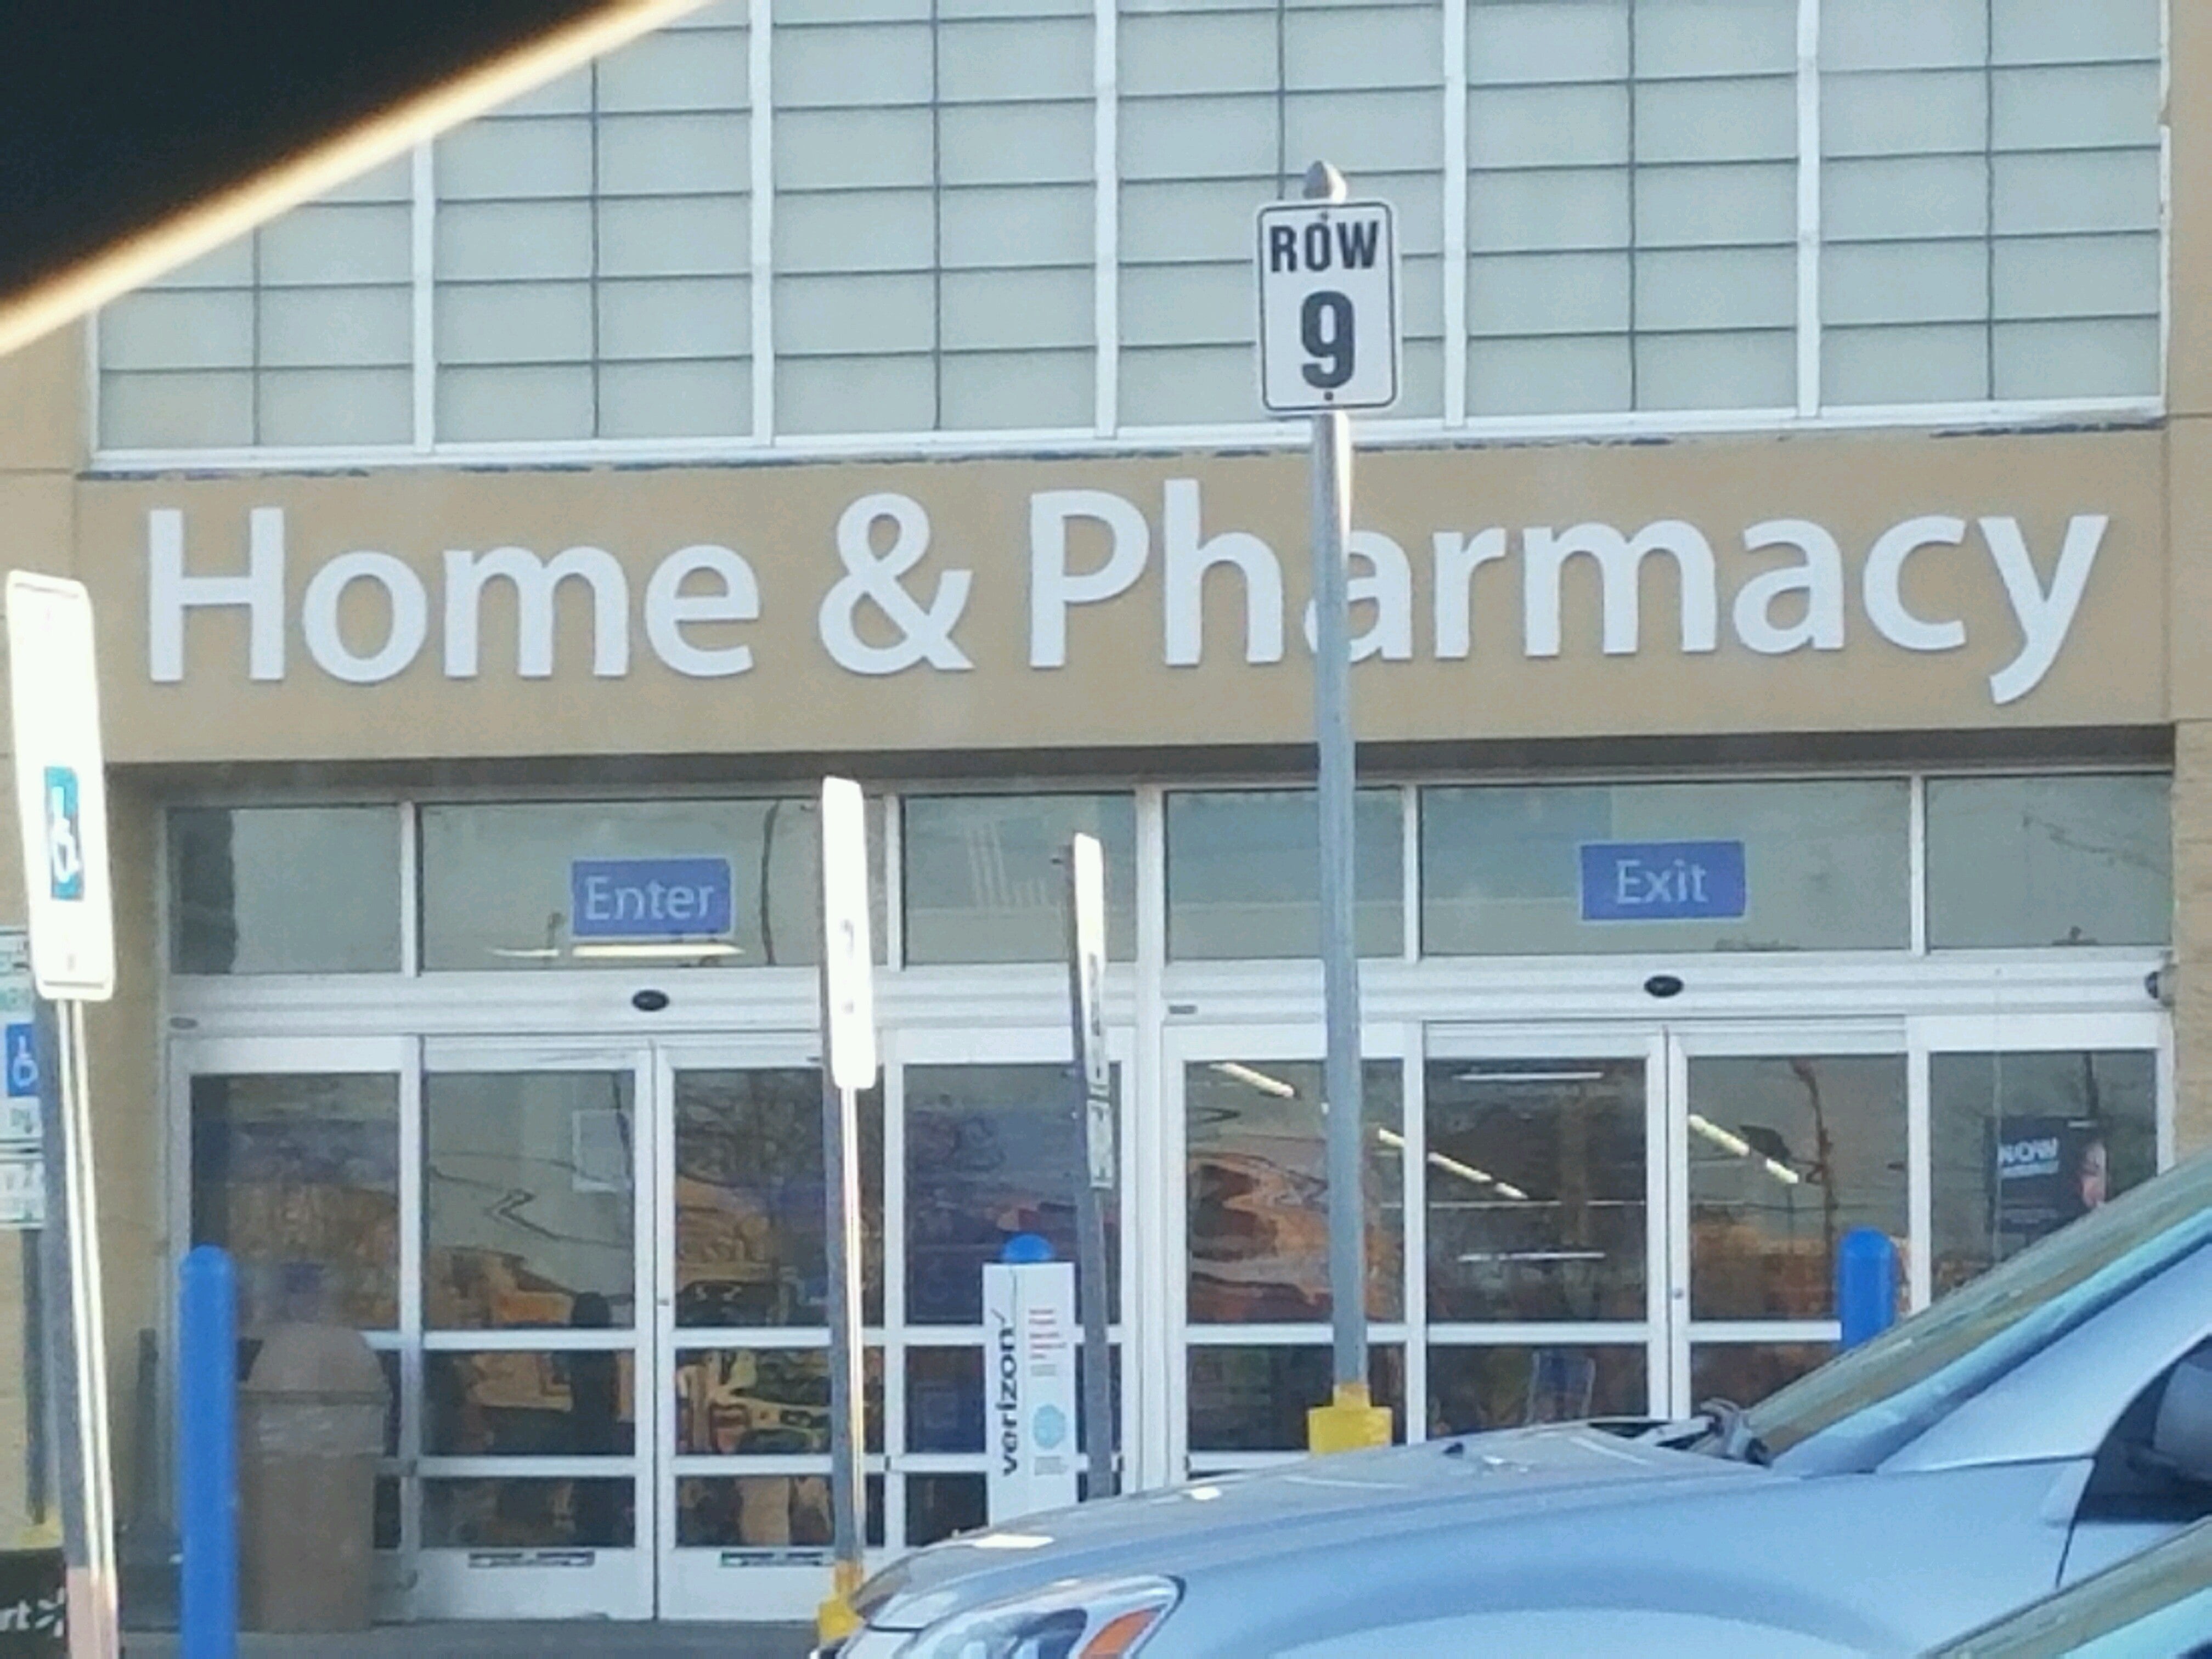 ROW
9
Home & Pharmacy
Enter
Exit
verizon